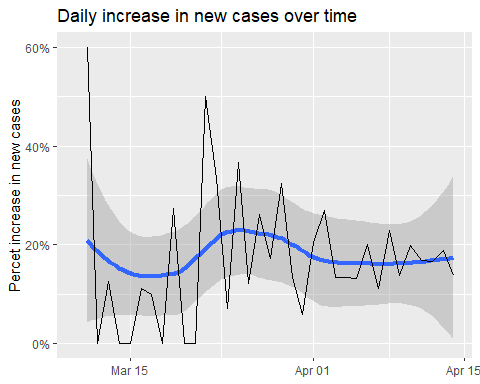 Daily increase in new cases over time
Percet increase in new cases
60%
40%
20%
0%
Mar 15
Apr 01
Apr 15